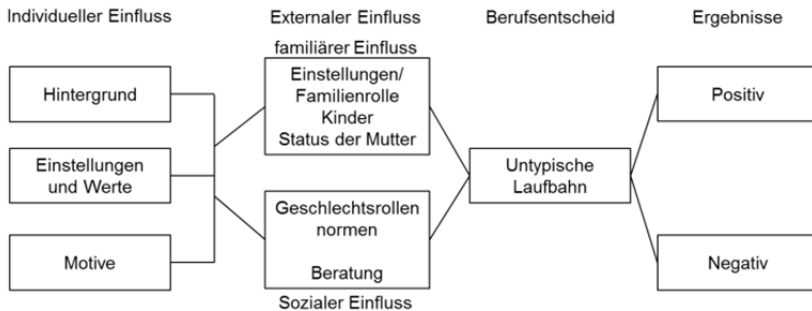 Individueller Einfluss
Externaler Einfluss
Berufsentscheid
Ergebnisse
familiärer Einfluss
Hintergrund
Einstellungen
und Werte
Motive
Einstellungen/
Familienrolle
Kinder
Status der Mutter
Geschlechtsrollen
normen
Beratung
Sozialer Einfluss
Untypische
Laufbahn
Positiv
Negativ